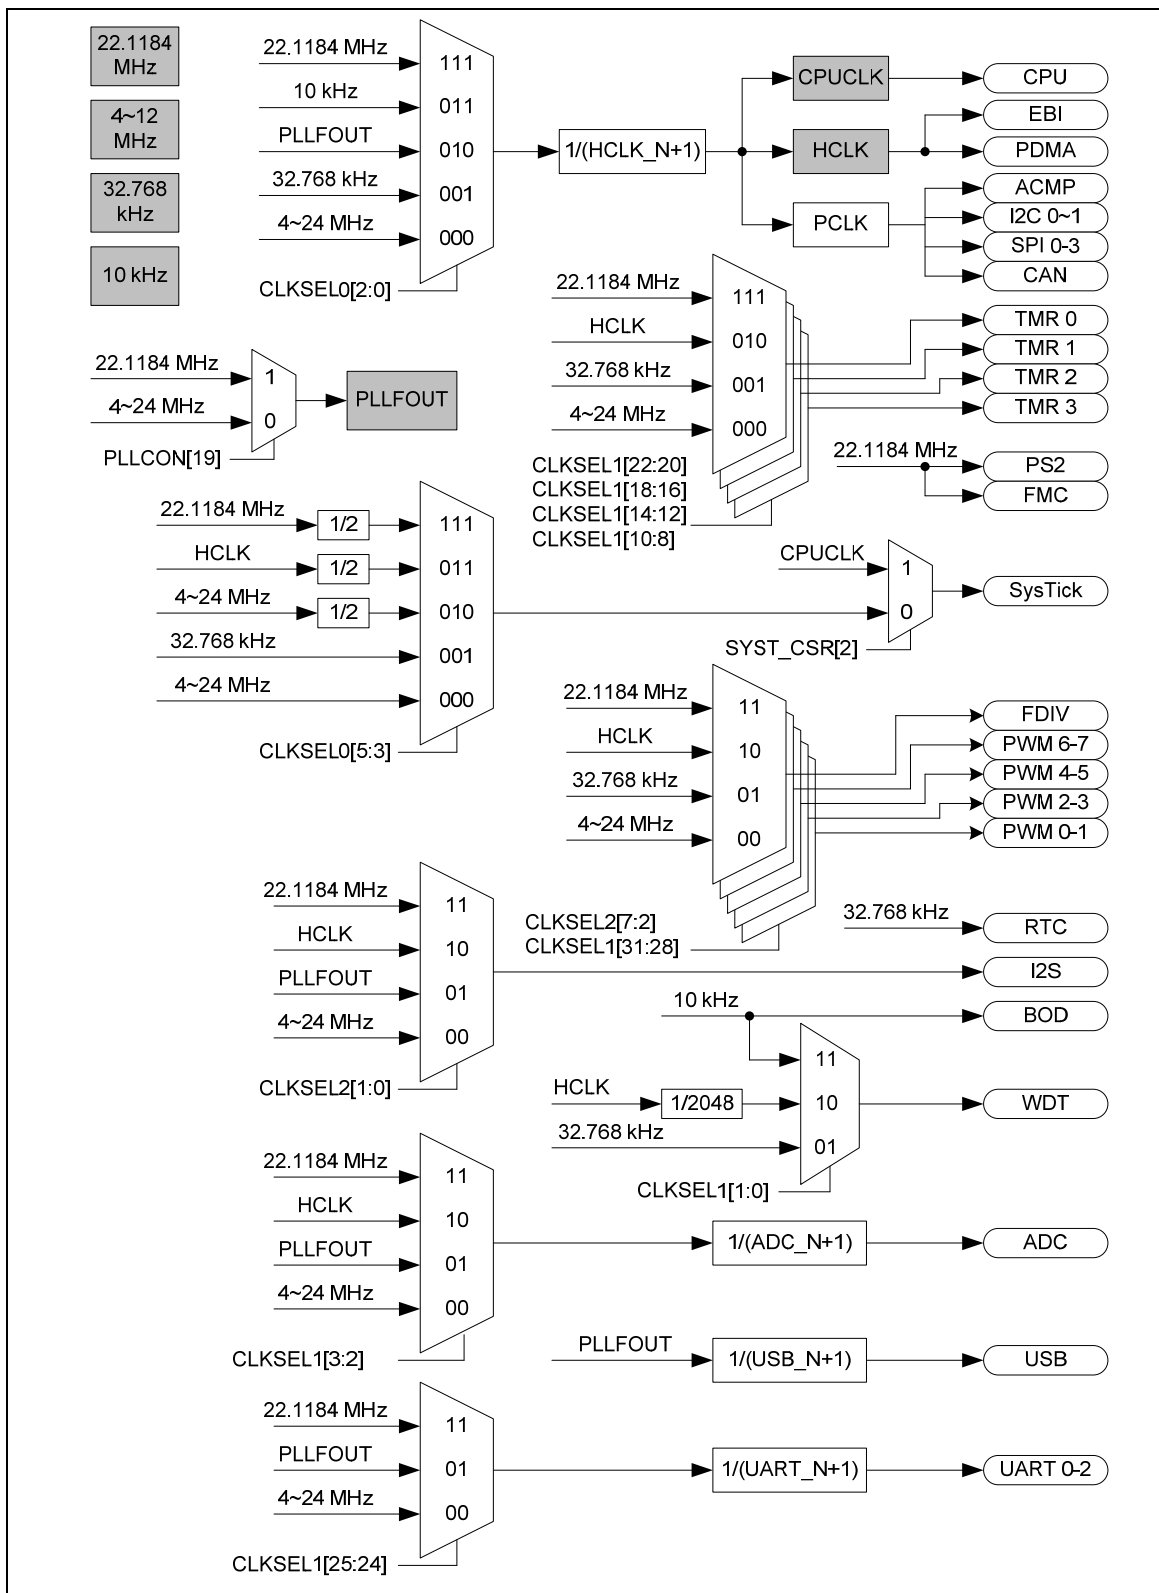 22.1184
MHz
4~12
MHz
32.768
kHz
10 kHz
22.1184 MHz
10 kHz
PLLFOUT
32.768 kHz
4~24 MHz
111
011
010
001
000
CLKSEL0[2:0]
1/(HCLK_N+1)
CPUCLK
HCLK
PCLK
CPU
EBI
PDMA
ACMP
I2C 0~1
SPI 0-3
CAN
22.1184 MHz
4~24 MHz
1
0
PLLCON[19]
PLLFOUT
22.1184 MHz
HCLK
32.768 kHz
4~24 MHz
111
010
001
000
CLKSEL1[22:20]
CLKSEL1[18:16]
CLKSEL1[14:12]
CLKSEL1[10:8]
TMR 0
TMR 1
TMR 2
TMR 3
22.1184 MHz
PS2
FMC
22.1184 MHz
HCLK
4~24 MHz
32.768 kHz
4~24 MHz
1/2
1/2
1/2
111
011
010
001
000
CLKSEL0[5:3]
CPUCLK
1
0
SYST_CSR[2]
SysTick
22.1184 MHz
HCLK
32.768 kHz
4~24 MHz
11
10
01
00
CLKSEL2[7:2]
CLKSEL1[31:28]
FDIV
PWM 6-7
PWM 4-5
PWM 2-3
PWM 0-1
22.1184 MHz
HCLK
PLLFOUT
4~24 MHz
11
10
01
00
CLKSEL2[1:0]
32.768 kHz
RTC
I2S
10 kHz
BOD
HCLK
1/2048
32.768 kHz
11
10
01
CLKSEL1[1:0]
WDT
22.1184 MHz
HCLK
PLLFOUT
4~24 MHz
11
10
01
00
CLKSEL1[3:2]
1/(ADC_N+1)
ADC
PLLFOUT
1/(USB_N+1)
USB
22.1184 MHz
PLLFOUT
4~24 MHz
11
01
00
CLKSEL1[25:24]
1/(UART_N+1)
UART 0-2